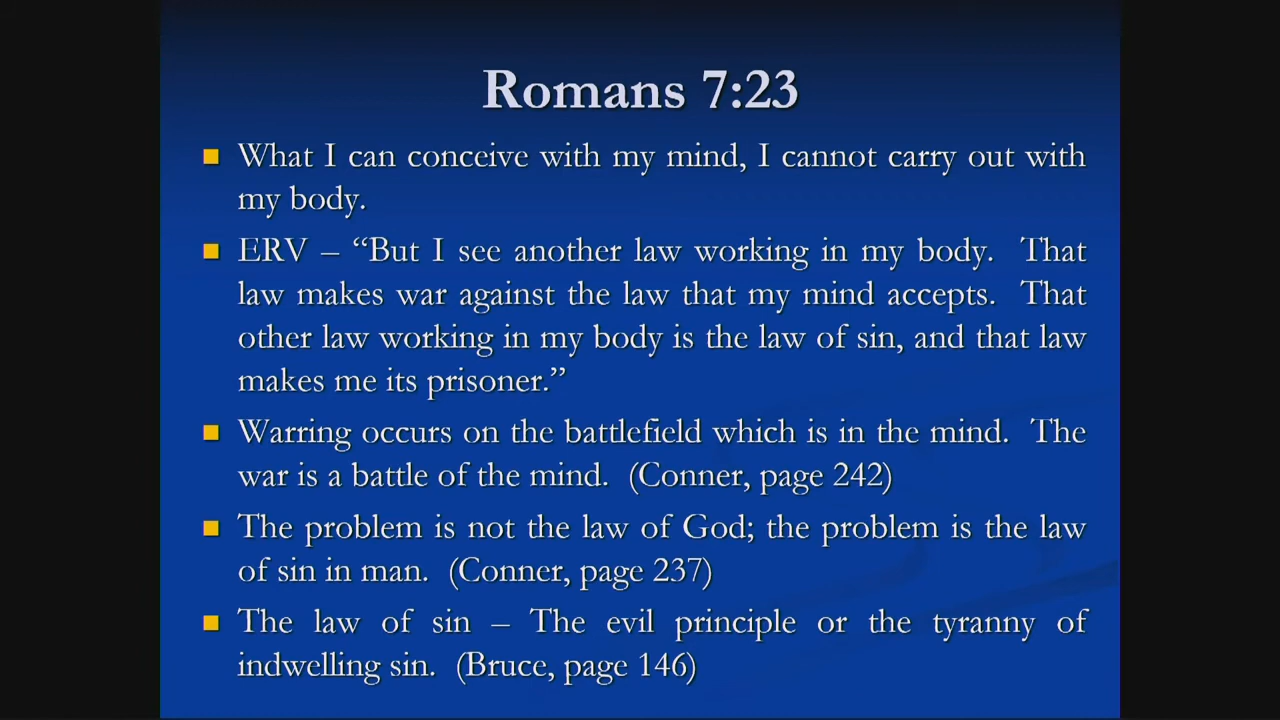 Romans 7:23
What I can conceive with my mind, I cannot carry out with
my body.
ERV – “But I see another law working in my body.  That
law makes war against the law that my mind accepts.  That
other law working in my body is the law of sin, and that law
makes me its prisoner.”
Warring occurs on the battlefield which is in the mind.  The
war is a battle of the mind.  (Conner, page 242)
The problem is not the law of God; the problem is the law
of sin in man.  (Conner, page 237)
The law of sin – The evil principle or the tyranny of
indwelling sin.  (Bruce, page 146)